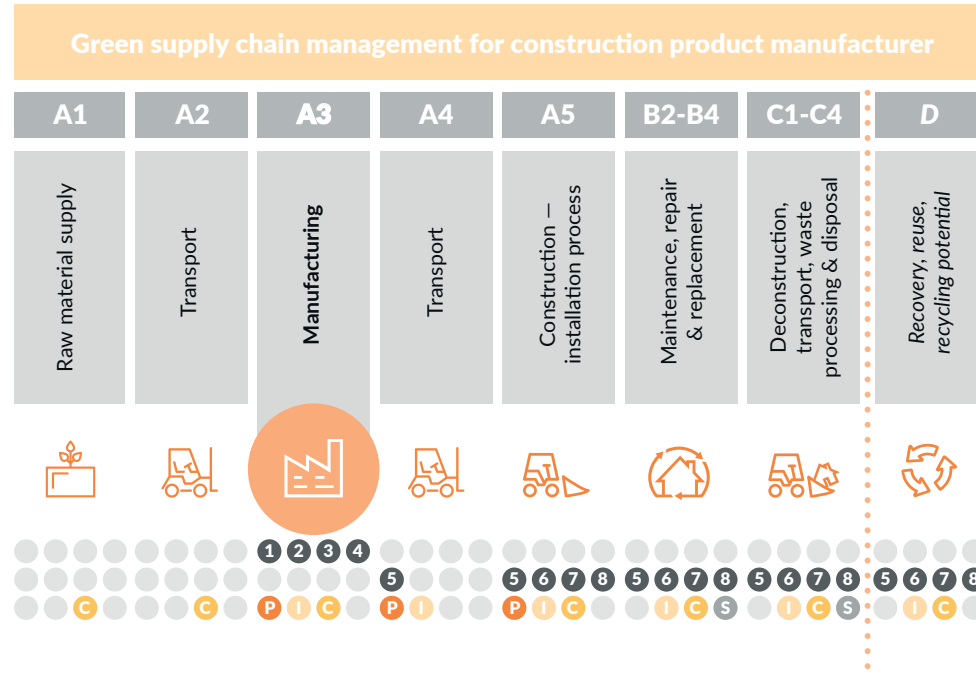 Green supply chain management for construction product manufacturer
A1 A2 A3 A4 A5 B2-B4 C1-C4 D
Raw material supply
Transport
Manufacturing
Transport
Construction —
installation process
Maintenance, repair
& replacement
Deconstruction,
transport, waste
processing & disposal
Recovery, reuse,
recycling potential
1 2 3 4
5 5 6 7 8 5 6 7 8 5 6 7 8 5 6 7 8
C C P I C P I P I C I C S I C S I C